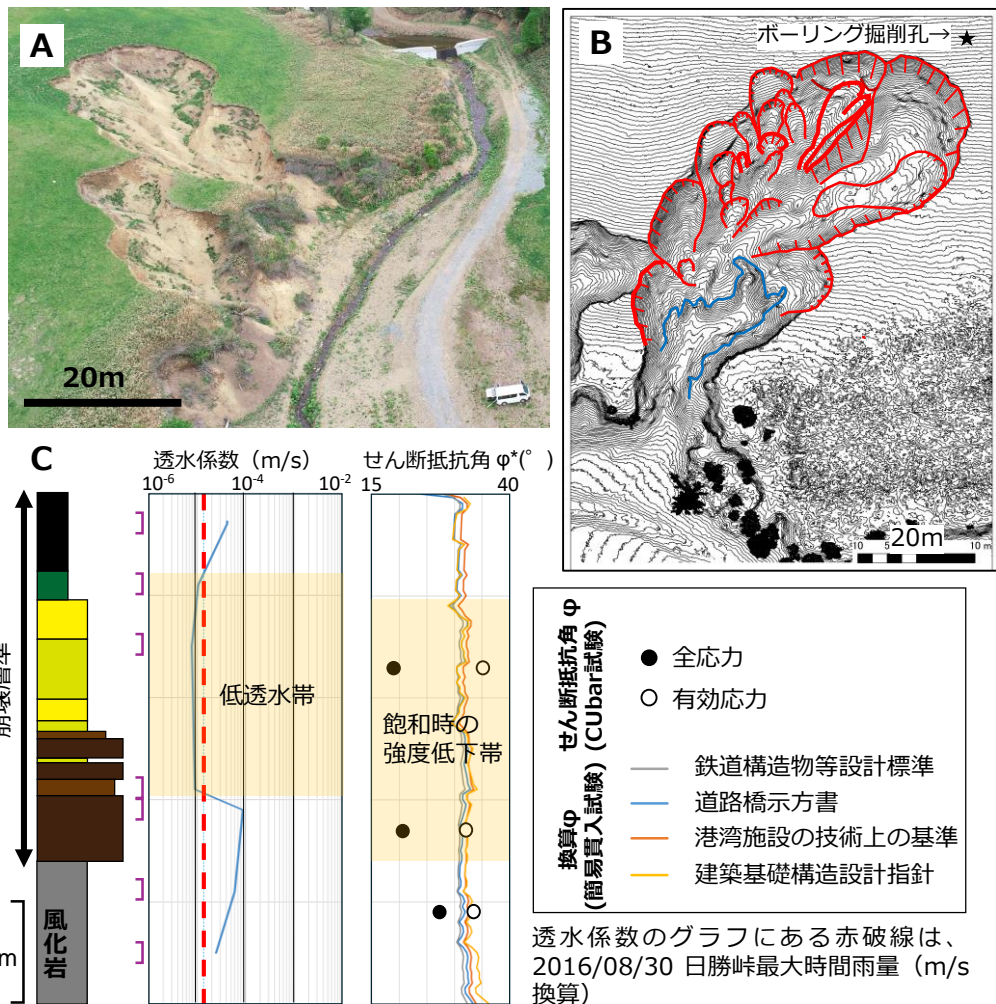 A
20m
B
ボーリング掘削孔→★
10 5 0 10 m
20m
C
透水係数（m/s）
10-6 10-4 10-2
せん断抵抗角 φ*(°)
15 40
崩壊層準
低透水帯
飽和時の
強度低下帯
風化岩
m
せん断抵抗角 φ
(CUbar試験)
● 全応力
○ 有効応力
換算φ
(簡易貫入試験)
鉄道構造物等設計標準
道路橋示方書
港湾施設の技術上の基準
建築基礎構造設計指針
透水係数のグラフにある赤破線は、
2016/08/30 日勝峠最大時間雨量（m/s
換算）